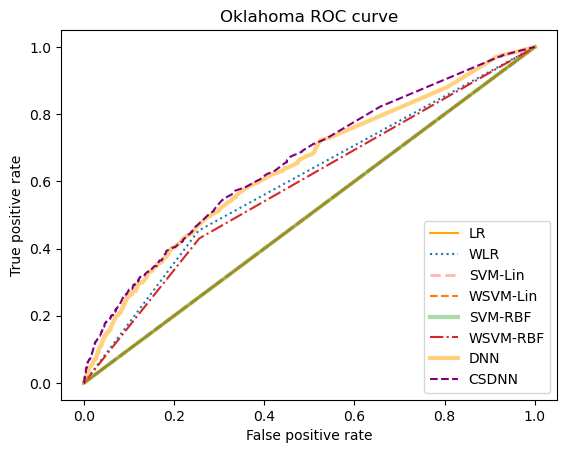 Oklahoma ROC curve
True positive rate
1.0
0.8
0.6
0.4
0.2
0.0
LR
WLR
SVM-Lin
WSVM-Lin
SVM-RBF
WSVM-RBF
DNN
CSDNN
0.0 0.2 0.4 0.6 0.8 1.0
False positive rate